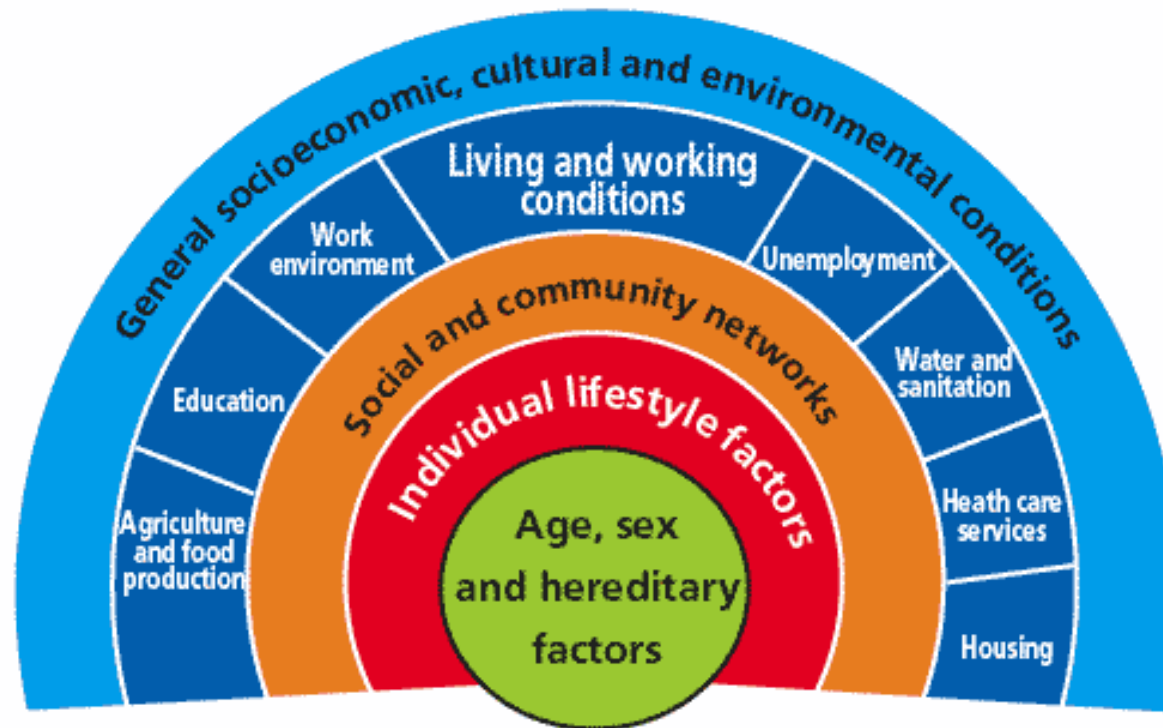 General socioeconomic, cultural and environmental conditions
Living and working
conditions
Work
environment
Unemployment
Education
Water and
sanitation
Agriculture
and food
production
Heath care
services
Housing
Social and community networks
Individual lifestyle factors
Age, sex
and hereditary
factors